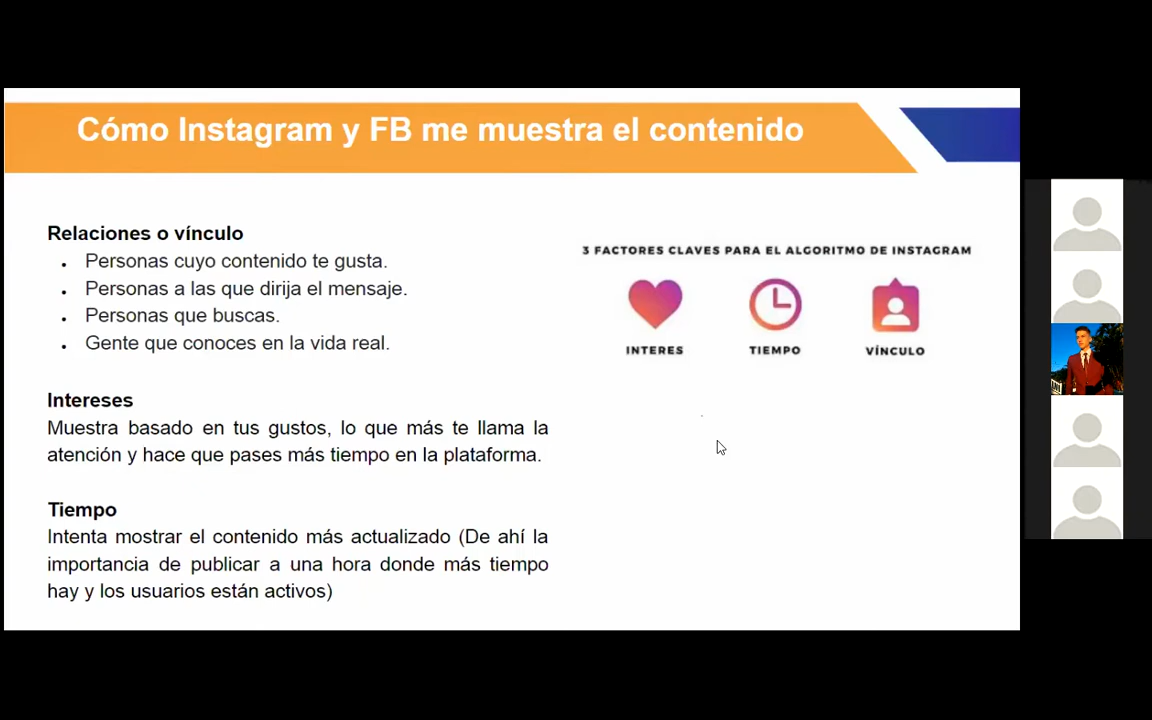 Cómo Instagram y FB me muestra el contenido
Relaciones o vínculo
• Personas cuyo contenido te gusta.
• Personas a las que dirija el mensaje.
• Personas que buscas.
• Gente que conoces en la vida real.
Intereses
Muestra basado en tus gustos, lo que más te llama la
atención y hace que pases más tiempo en la plataforma.
Tiempo
Intenta mostrar el contenido más actualizado (De ahí la
importancia de publicar a una hora donde más tiempo
hay y los usuarios están activos)
3 FACTORES CLAVES PARA EL ALGORITMO DE INSTAGRAM
INTERES
TIEMPO
VÍNCULO